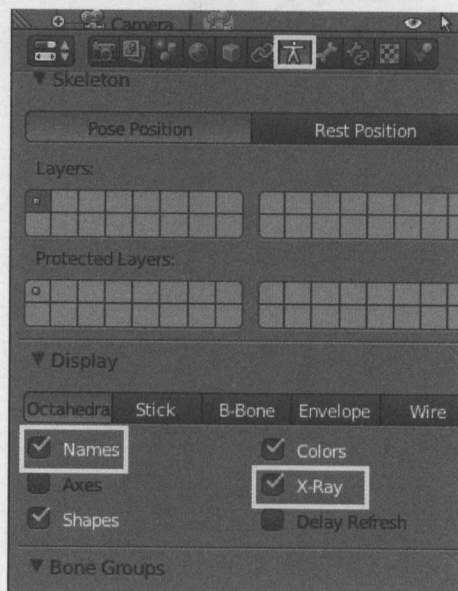 Camera
Skeleton
Pose Position Rest Position
Layers:
Protected Layers:
Display
Octahedra Stick B-Bone Envelope Wire
Names Colors
Axes X-Ray
Shapes Delay Refresh
Bone Groups